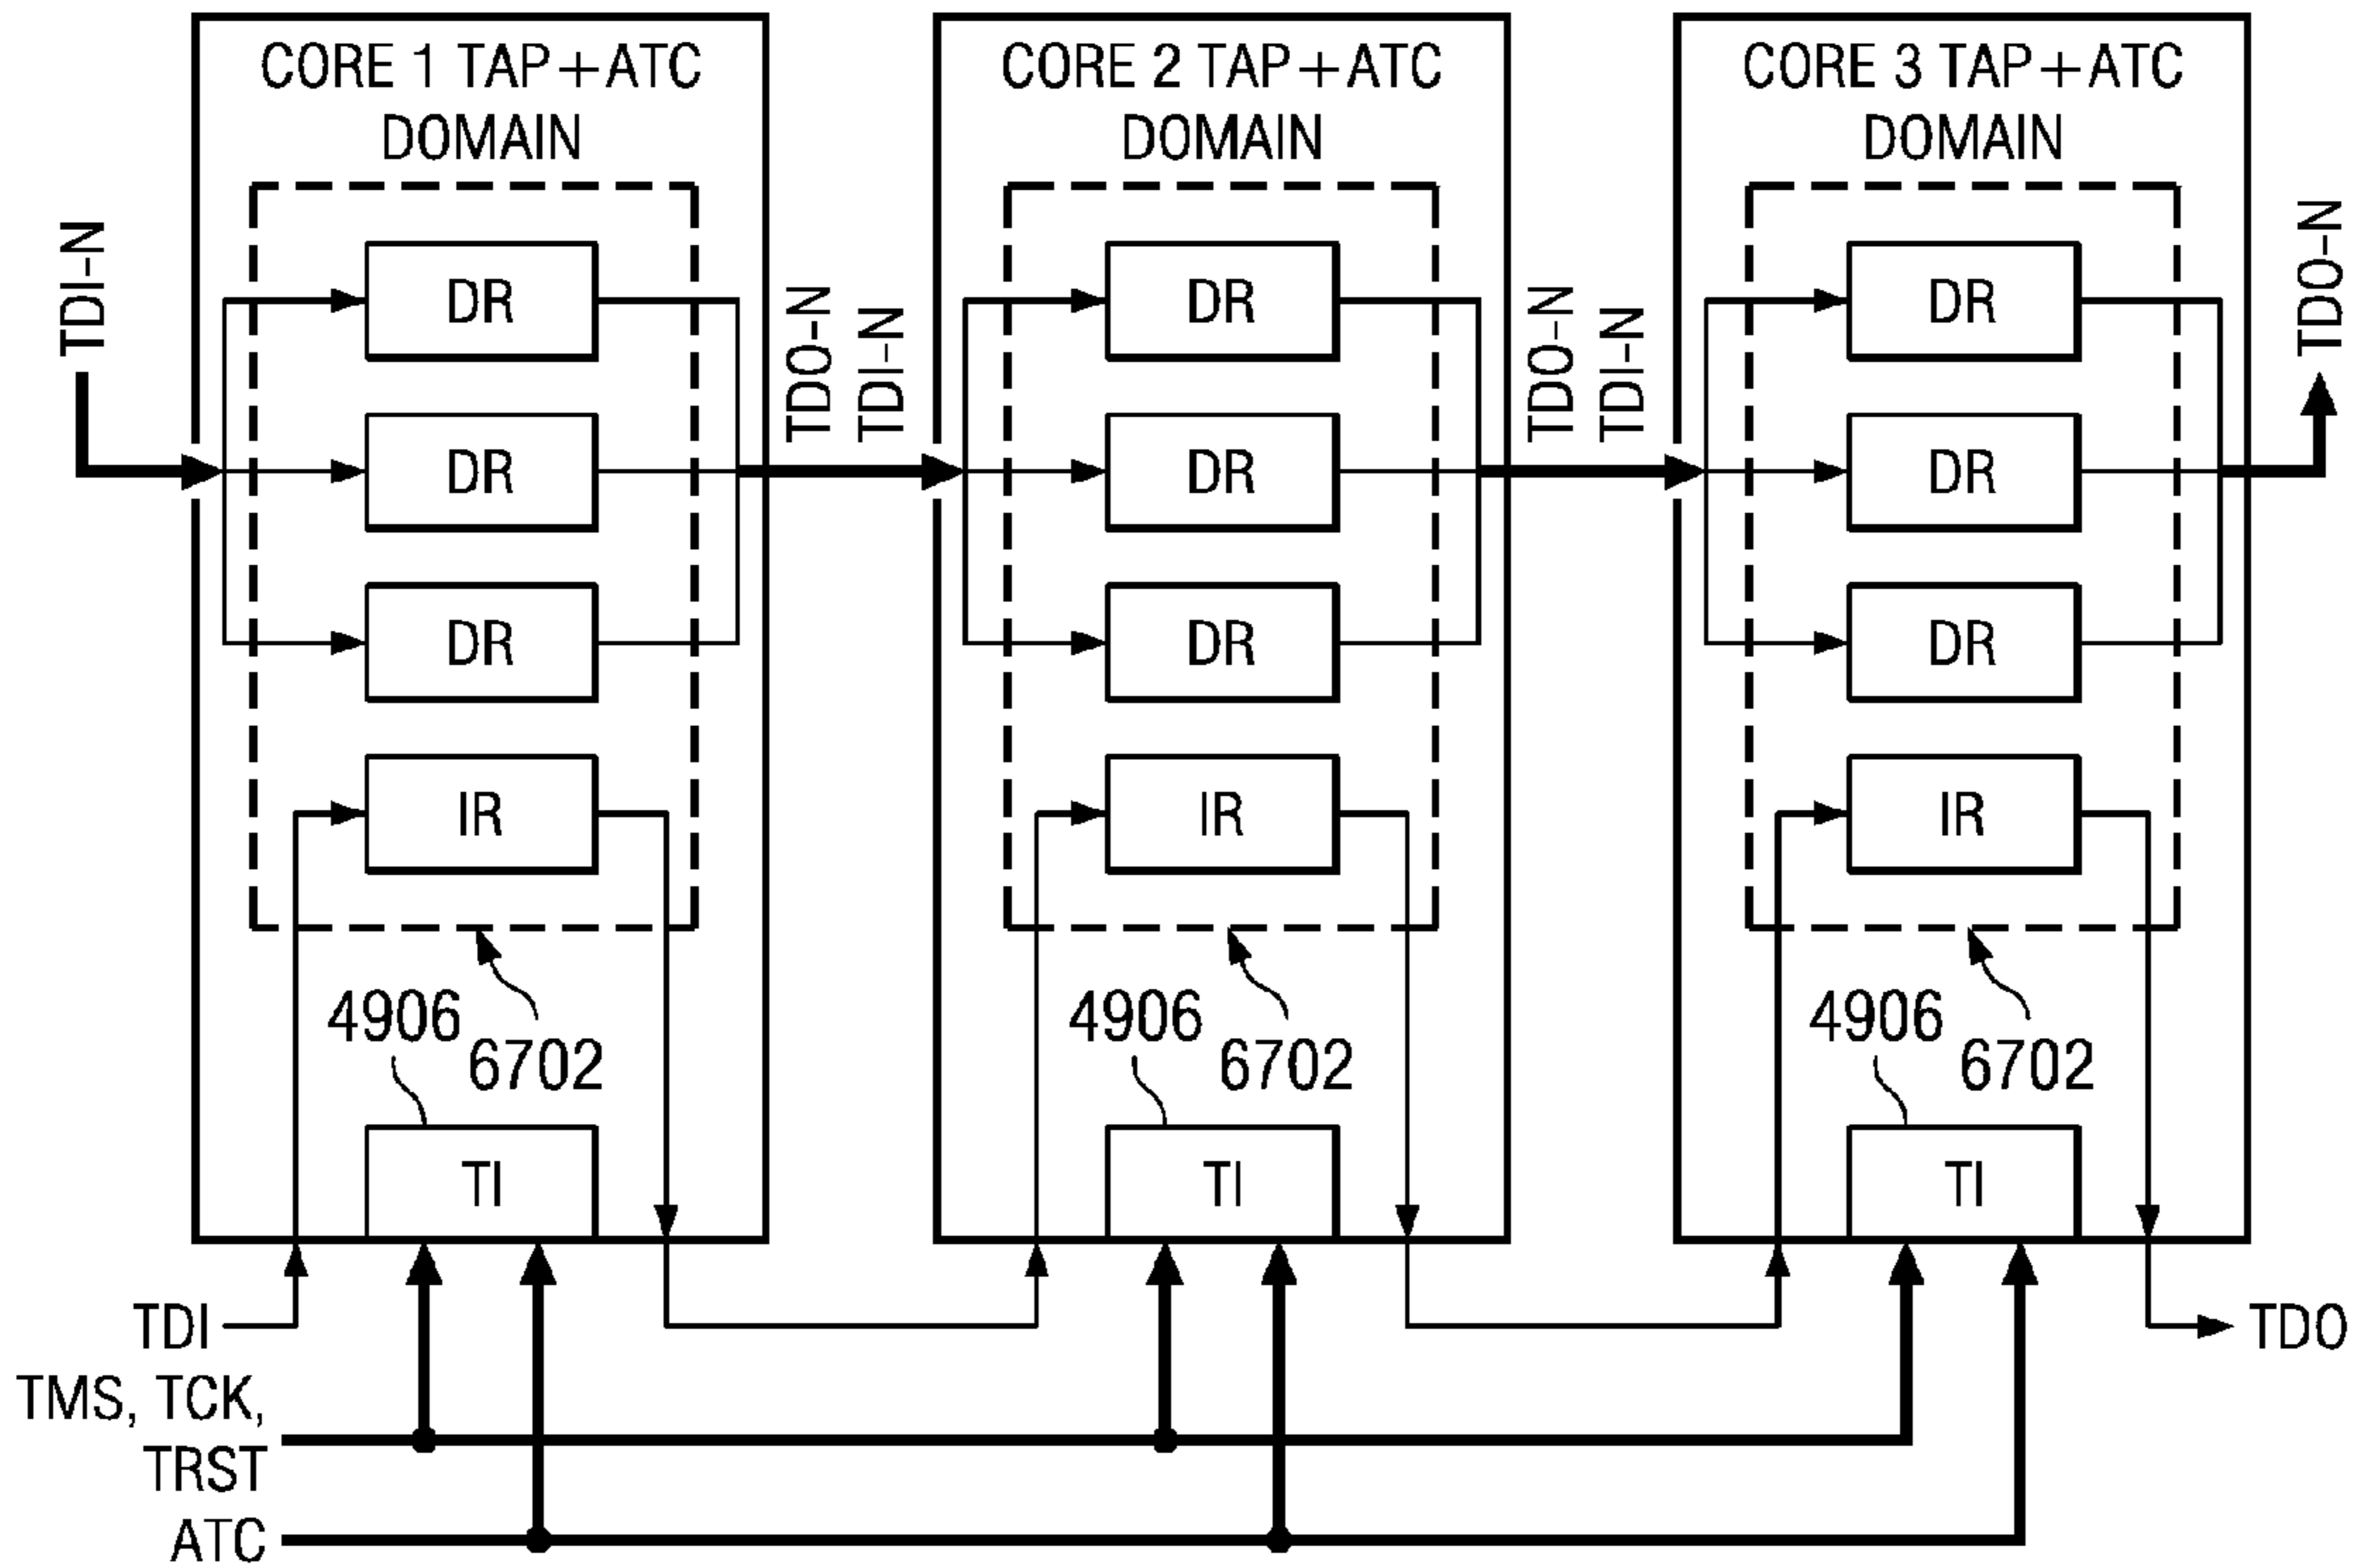 CORE 1 TAP+ATC
DOMAIN
CORE 2 TAP+ATC
DOMAIN
CORE 3 TAP+ATC
DOMAIN
TDI-N
DR
DR
DR
IR
TDO-N
TDI-N
DR
DR
DR
IR
TDO-N
TDI-N
DR
DR
DR
IR
TDO-N
4906
6702
4906
6702
4906
6702
TI
TI
TI
TDI
TDO
TMS, TCK,
TRST
ATC